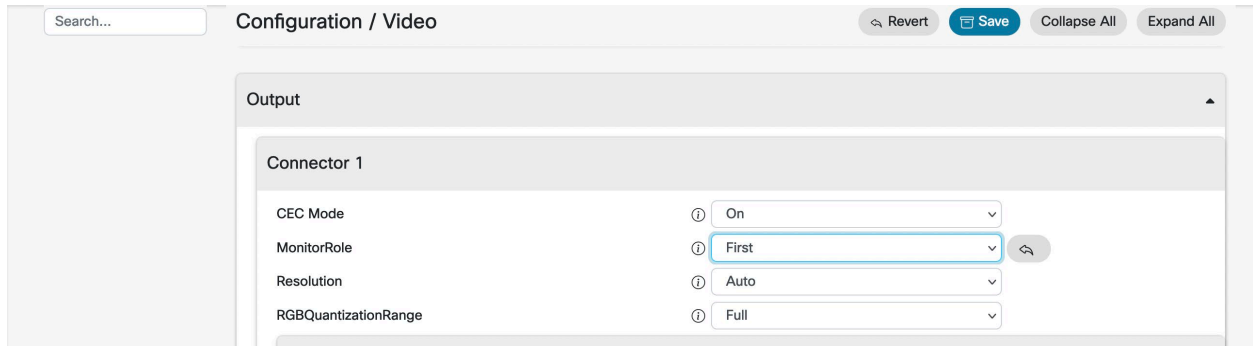 Search...
Configuration / Video
Revert
Save
Collapse All
Expand All
Output
Connector 1
CEC Mode
On
MonitorRole
First
Resolution
Auto
RGBQuantizationRange
Full